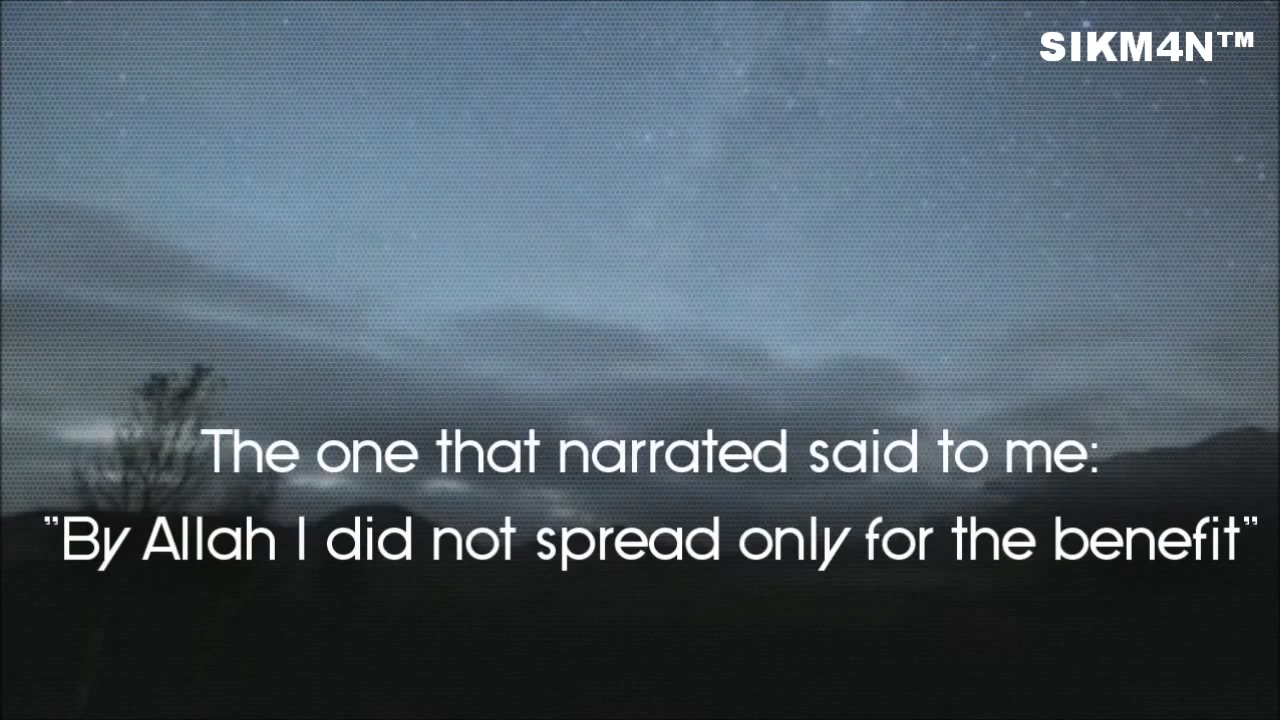 SIKM4N™
The one that narrated said to me:
"By Allah I did not spread only for the benefit"